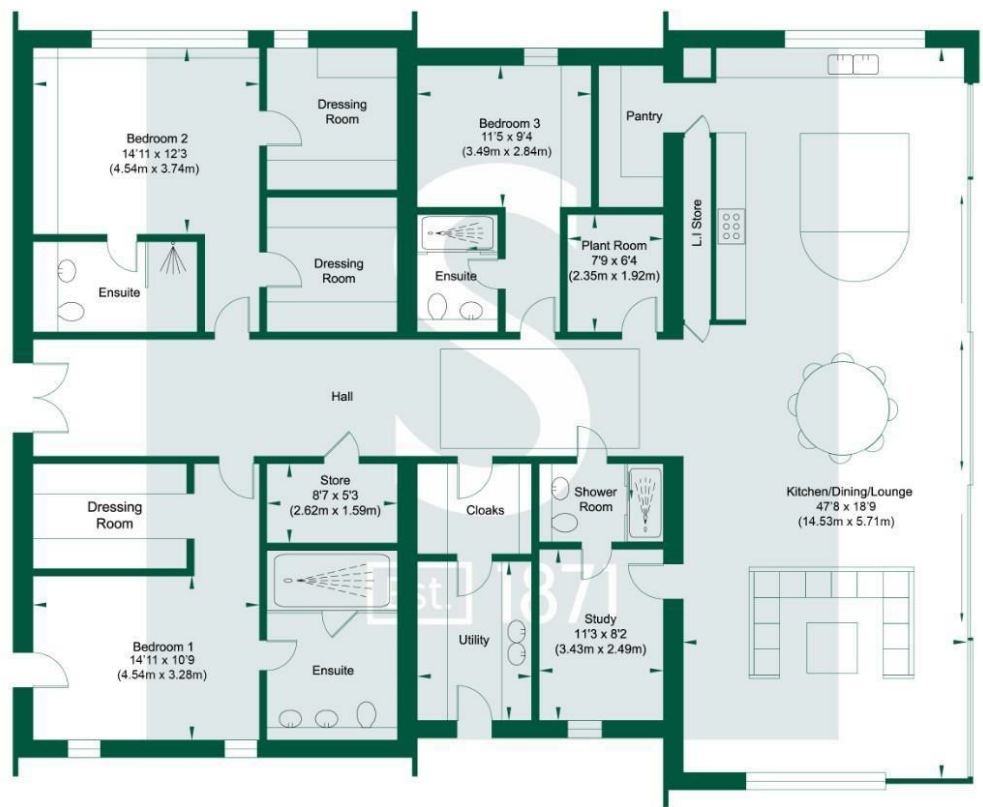 Bedroom 2
14'11 x 12'3
(4.54m x 3.74m)
Dressing
Room
Bedroom 3
11'5 x 9'4
(3.49m x 2.84m)
Pantry
L.I Store
Ensuite
Dressing
Room
Ensuite
Plant Room
7'9 x 6'4
(2.35m x 1.92m)
Hall
S
Dressing
Room
Store
8'7 x 5'3
(2.62m x 1.59m)
Cloaks
Shower
Room
Kitchen/Dining/Lounge
47'8 x 18'9
(14.53m x 5.71m)
Est. 1871
Bedroom 1
14'11 x 10'9
(4.54m x 3.28m)
Ensuite
Utility
Study
11'3 x 8'2
(3.43m x 2.49m)